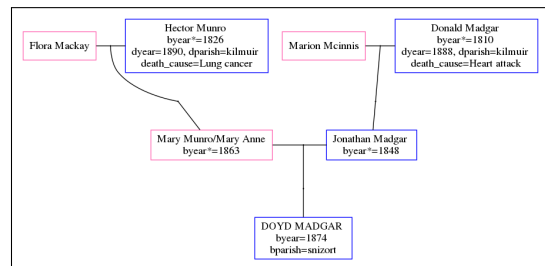 Flora Mackay
Hector Munro
byear*=1826
dyear=1890, dparish=kilmuir
death_cause=Lung cancer
Marion Mcinnis
Donald Madgar
byear*=1810
dyear=1888, dparish=kilmuir
death_cause=Heart attack
Mary Munro/Mary Anne
byear*=1863
Jonathan Madgar
byear*=1848
DOYD MADGAR
byear=1874
bparish=snizort